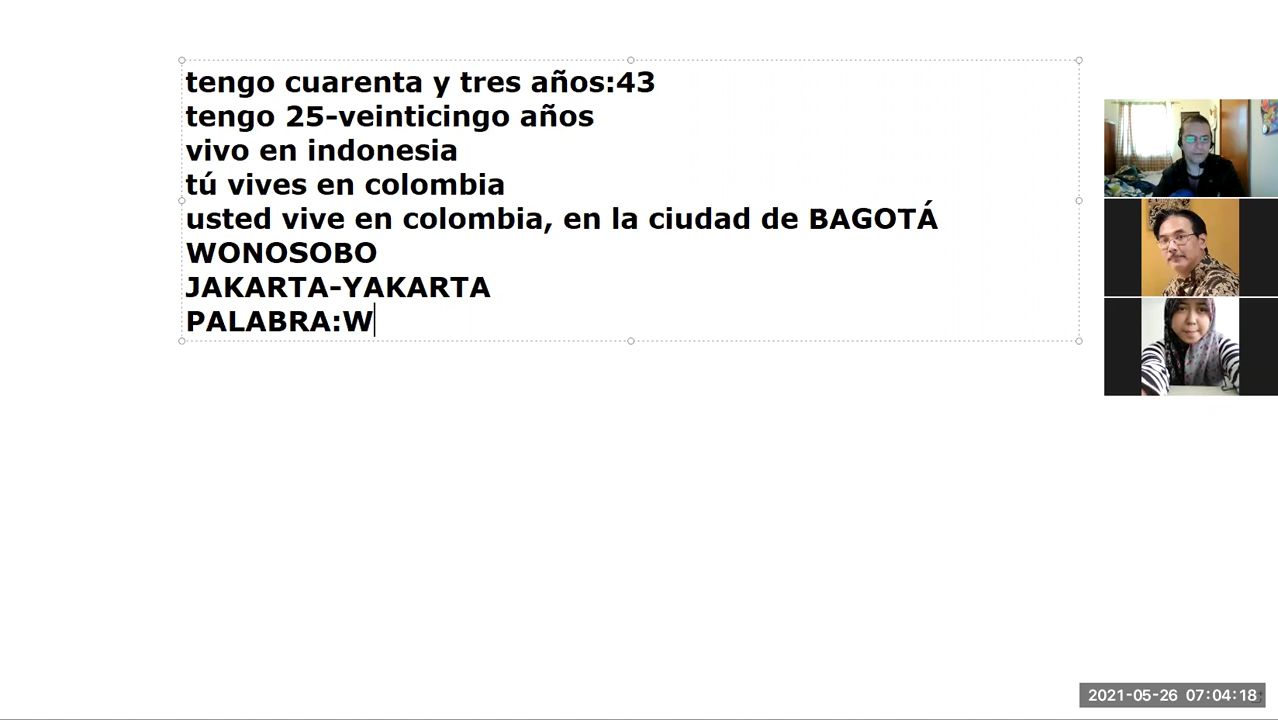 tengo cuarenta y tres años:43
tengo 25-veinticingo años
vivo en indonesia
tú vives en colombia
usted vive en colombia, en la ciudad de BAGOTÁ
WONOSOBO
JAKARTA-YAKARTA
PALABRA:W
2021-05-26 07:04:18